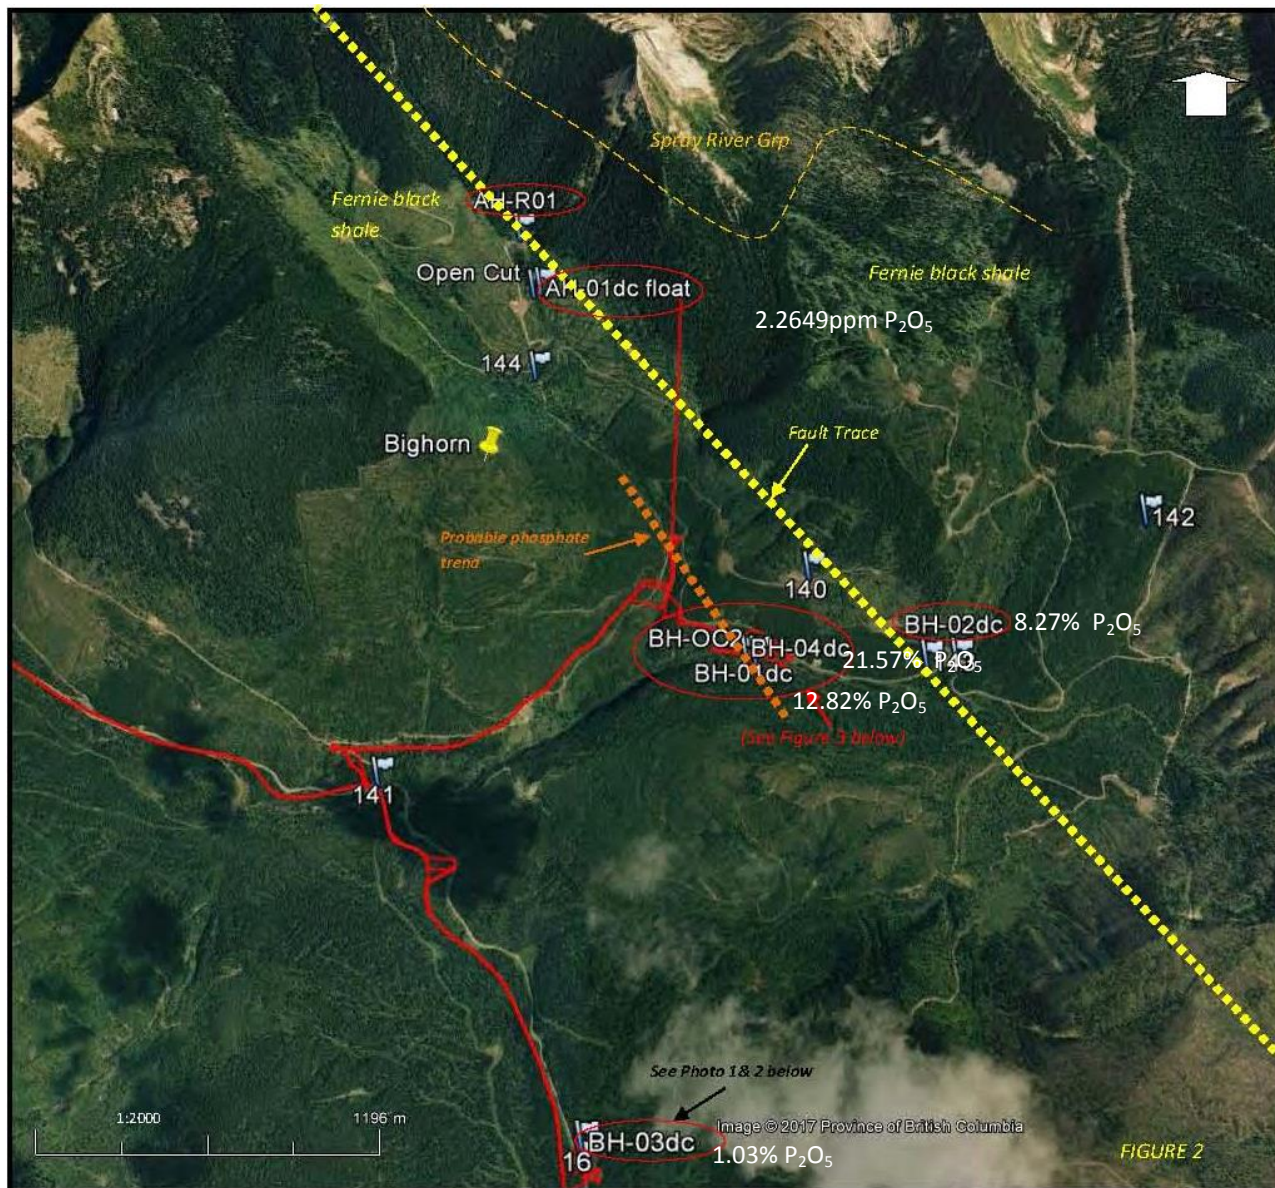 Spray River Grp
AH-R01
Fernie black
shale
Open Cut
AH-01dc float
Fernie black shale
2.2649ppm P₂O₅
144
Bighorn
Fault Trace
142
Probable phosphate
trend
140
BH-02dc
8.27% P₂O₅
BH-OC2
BH-04dc
21.57% P₂O₅
BH-01dc
12.82% P₂O₅
(See Figure 3 below)
141
See Photo 1& 2 below
1:2000
1196 m
Image © 2017 Province of British Columbia
BH-03dc
16
1.03% P₂O₅
FIGURE 2